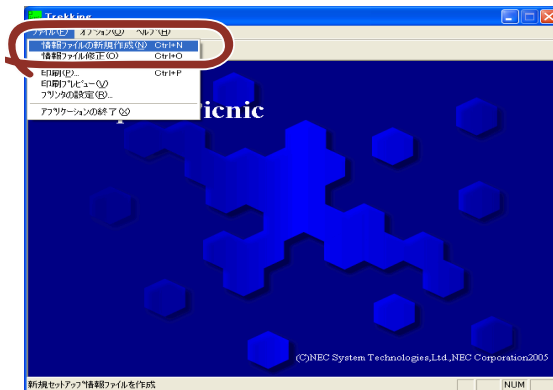 Trekking
ファイル(F) オプション(O) ヘルプ(H)
情報ファイルの新規作成(N) Ctrl+N
情報ファイル修正(O) Ctrl+O
印刷(P)... Ctrl+P
印刷プレビュー(V)
プリンタの設定(R)...
アプリケーションの終了(X)
icnic
(C)NEC System Technologies,Ltd.,NEC Corporation2005
新規セットアップ情報ファイルを作成
NUM